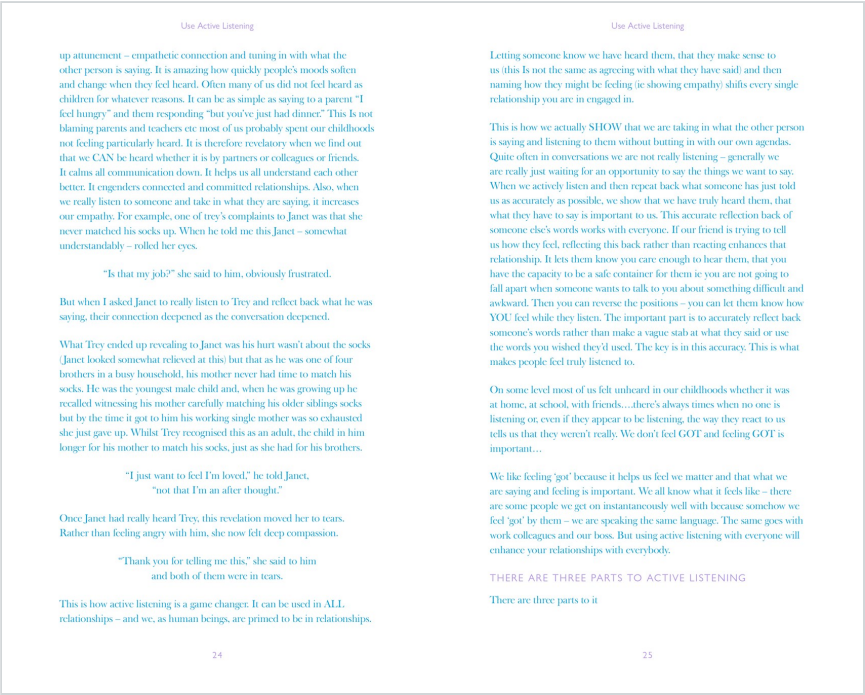 Use Active Listening
up attunement – empathetic connection and tuning in with what the
other person is saying. It is amazing how quickly people's moods soften
and change when they feel heard. Often many of us did not feel heard as
children for whatever reasons. It can be as simple as saying to a parent "I
feel hungry" and them responding "but you've just had dinner." This Is not
blaming parents and teachers etc most of us probably spent our childhoods
not feeling particularly heard. It is therefore revelatory when we find out
that we CAN be heard whether it is by partners or colleagues or friends.
It calms all communication down. It helps us all understand each other
better. It engenders connected and committed relationships. Also, when
we really listen to someone and take in what they are saying, it increases
our empathy. For example, one of trey's complaints to Janet was that she
never matched his socks up. When he told me this Janet – somewhat
understandably – rolled her eyes.
"Is that my job?" she said to him, obviously frustrated.
But when I asked Janet to really listen to Trey and reflect back what he was
saying, their connection deepened as the conversation deepened.
What Trey ended up revealing to Janet was his hurt wasn't about the socks
(Janet looked somewhat relieved at this) but that as he was one of four
brothers in a busy household, his mother never had time to match his
socks. He was the youngest male child and, when he was growing up he
recalled witnessing his mother carefully matching his older siblings socks
but by the time it got to him his working single mother was so exhausted
she just gave up. Whilst Trey recognised this as an adult, the child in him
longer for his mother to match his socks, just as she had for his brothers.
"I just want to feel I'm loved," he told Janet,
"not that I'm an after thought."
Once Janet had really heard Trey, this revelation moved her to tears.
Rather than feeling angry with him, she now felt deep compassion.
"Thank you for telling me this," she said to him
and both of them were in tears.
This is how active listening is a game changer. It can be used in ALL
relationships – and we, as human beings, are primed to be in relationships.
24
Use Active Listening
Letting someone know we have heard them, that they make sense to
us (this Is not the same as agreeing with what they have said) and then
naming how they might be feeling (ie showing empathy) shifts every single
relationship you are in engaged in.
This is how we actually SHOW that we are taking in what the other person
is saying and listening to them without butting in with our own agendas.
Quite often in conversations we are not really listening – generally we
are really just waiting for an opportunity to say the things we want to say.
When we actively listen and then repeat back what someone has just told
us as accurately as possible, we show that we have truly heard them, that
what they have to say is important to us. This accurate reflection back of
someone else's words works with everyone. If our friend is trying to tell
us how they feel, reflecting this back rather than reacting enhances that
relationship. It lets them know you care enough to hear them, that you
have the capacity to be a safe container for them ie you are not going to
fall apart when someone wants to talk to you about something difficult and
awkward. Then you can reverse the positions – you can let them know how
YOU feel while they listen. The important part is to accurately reflect back
someone's words rather than make a vague stab at what they said or use
the words you wished they'd used. The key is in this accuracy. This is what
makes people feel truly listened to.
On some level most of us felt unheard in our childhoods whether it was
at home, at school, with friends….there's always times when no one is
listening or, even if they appear to be listening, the way they react to us
tells us that they weren't really. We don't feel GOT and feeling GOT is
important…
We like feeling 'got' because it helps us feel we matter and that what we
are saying and feeling is important. We all know what it feels like – there
are some people we get on instantaneously well with because somehow we
feel 'got' by them – we are speaking the same language. The same goes with
work colleagues and our boss. But using active listening with everyone will
enhance your relationships with everybody.
THERE ARE THREE PARTS TO ACTIVE LISTENING
There are three parts to it
25